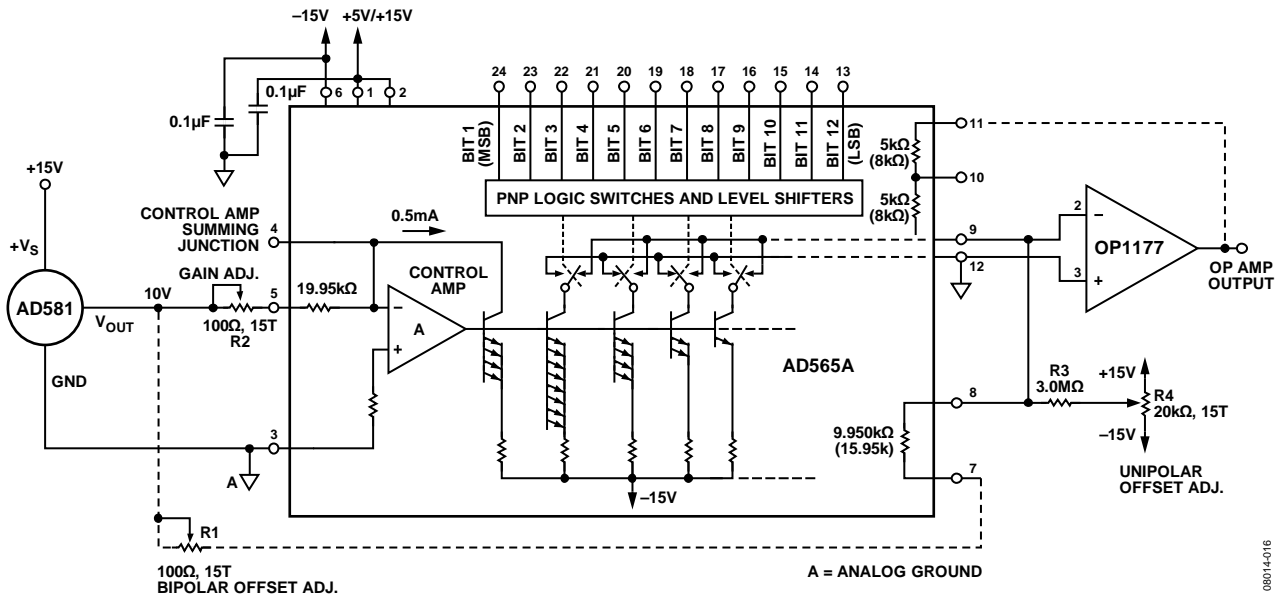 –15V
+5V/+15V
0.1µF
0.1µF
6
1
2
24
23
22
21
20
19
18
17
16
15
14
13
BIT 1
(MSB)
BIT 2
BIT 3
BIT 4
BIT 5
BIT 6
BIT 7
BIT 8
BIT 9
BIT 10
BIT 11
BIT 12
(LSB)
PNP LOGIC SWITCHES AND LEVEL SHIFTERS
5kΩ
(8kΩ)
5kΩ
(8kΩ)
11
10
9
12
2
–
3
+
OP1177
OP AMP
OUTPUT
+15V
+VS
AD581
GND
VOUT
10V
CONTROL AMP
SUMMING
JUNCTION
4
0.5mA
GAIN ADJ.
5
100Ω, 15T
R2
19.95kΩ
CONTROL
AMP
–
A
+
3
A
AD565A
–15V
9.950kΩ
(15.95k)
8
7
R3
3.0MΩ
+15V
R4
20kΩ, 15T
–15V
UNIPOLAR
OFFSET ADJ.
R1
100Ω, 15T
BIPOLAR OFFSET ADJ.
A = ANALOG GROUND
08014-016